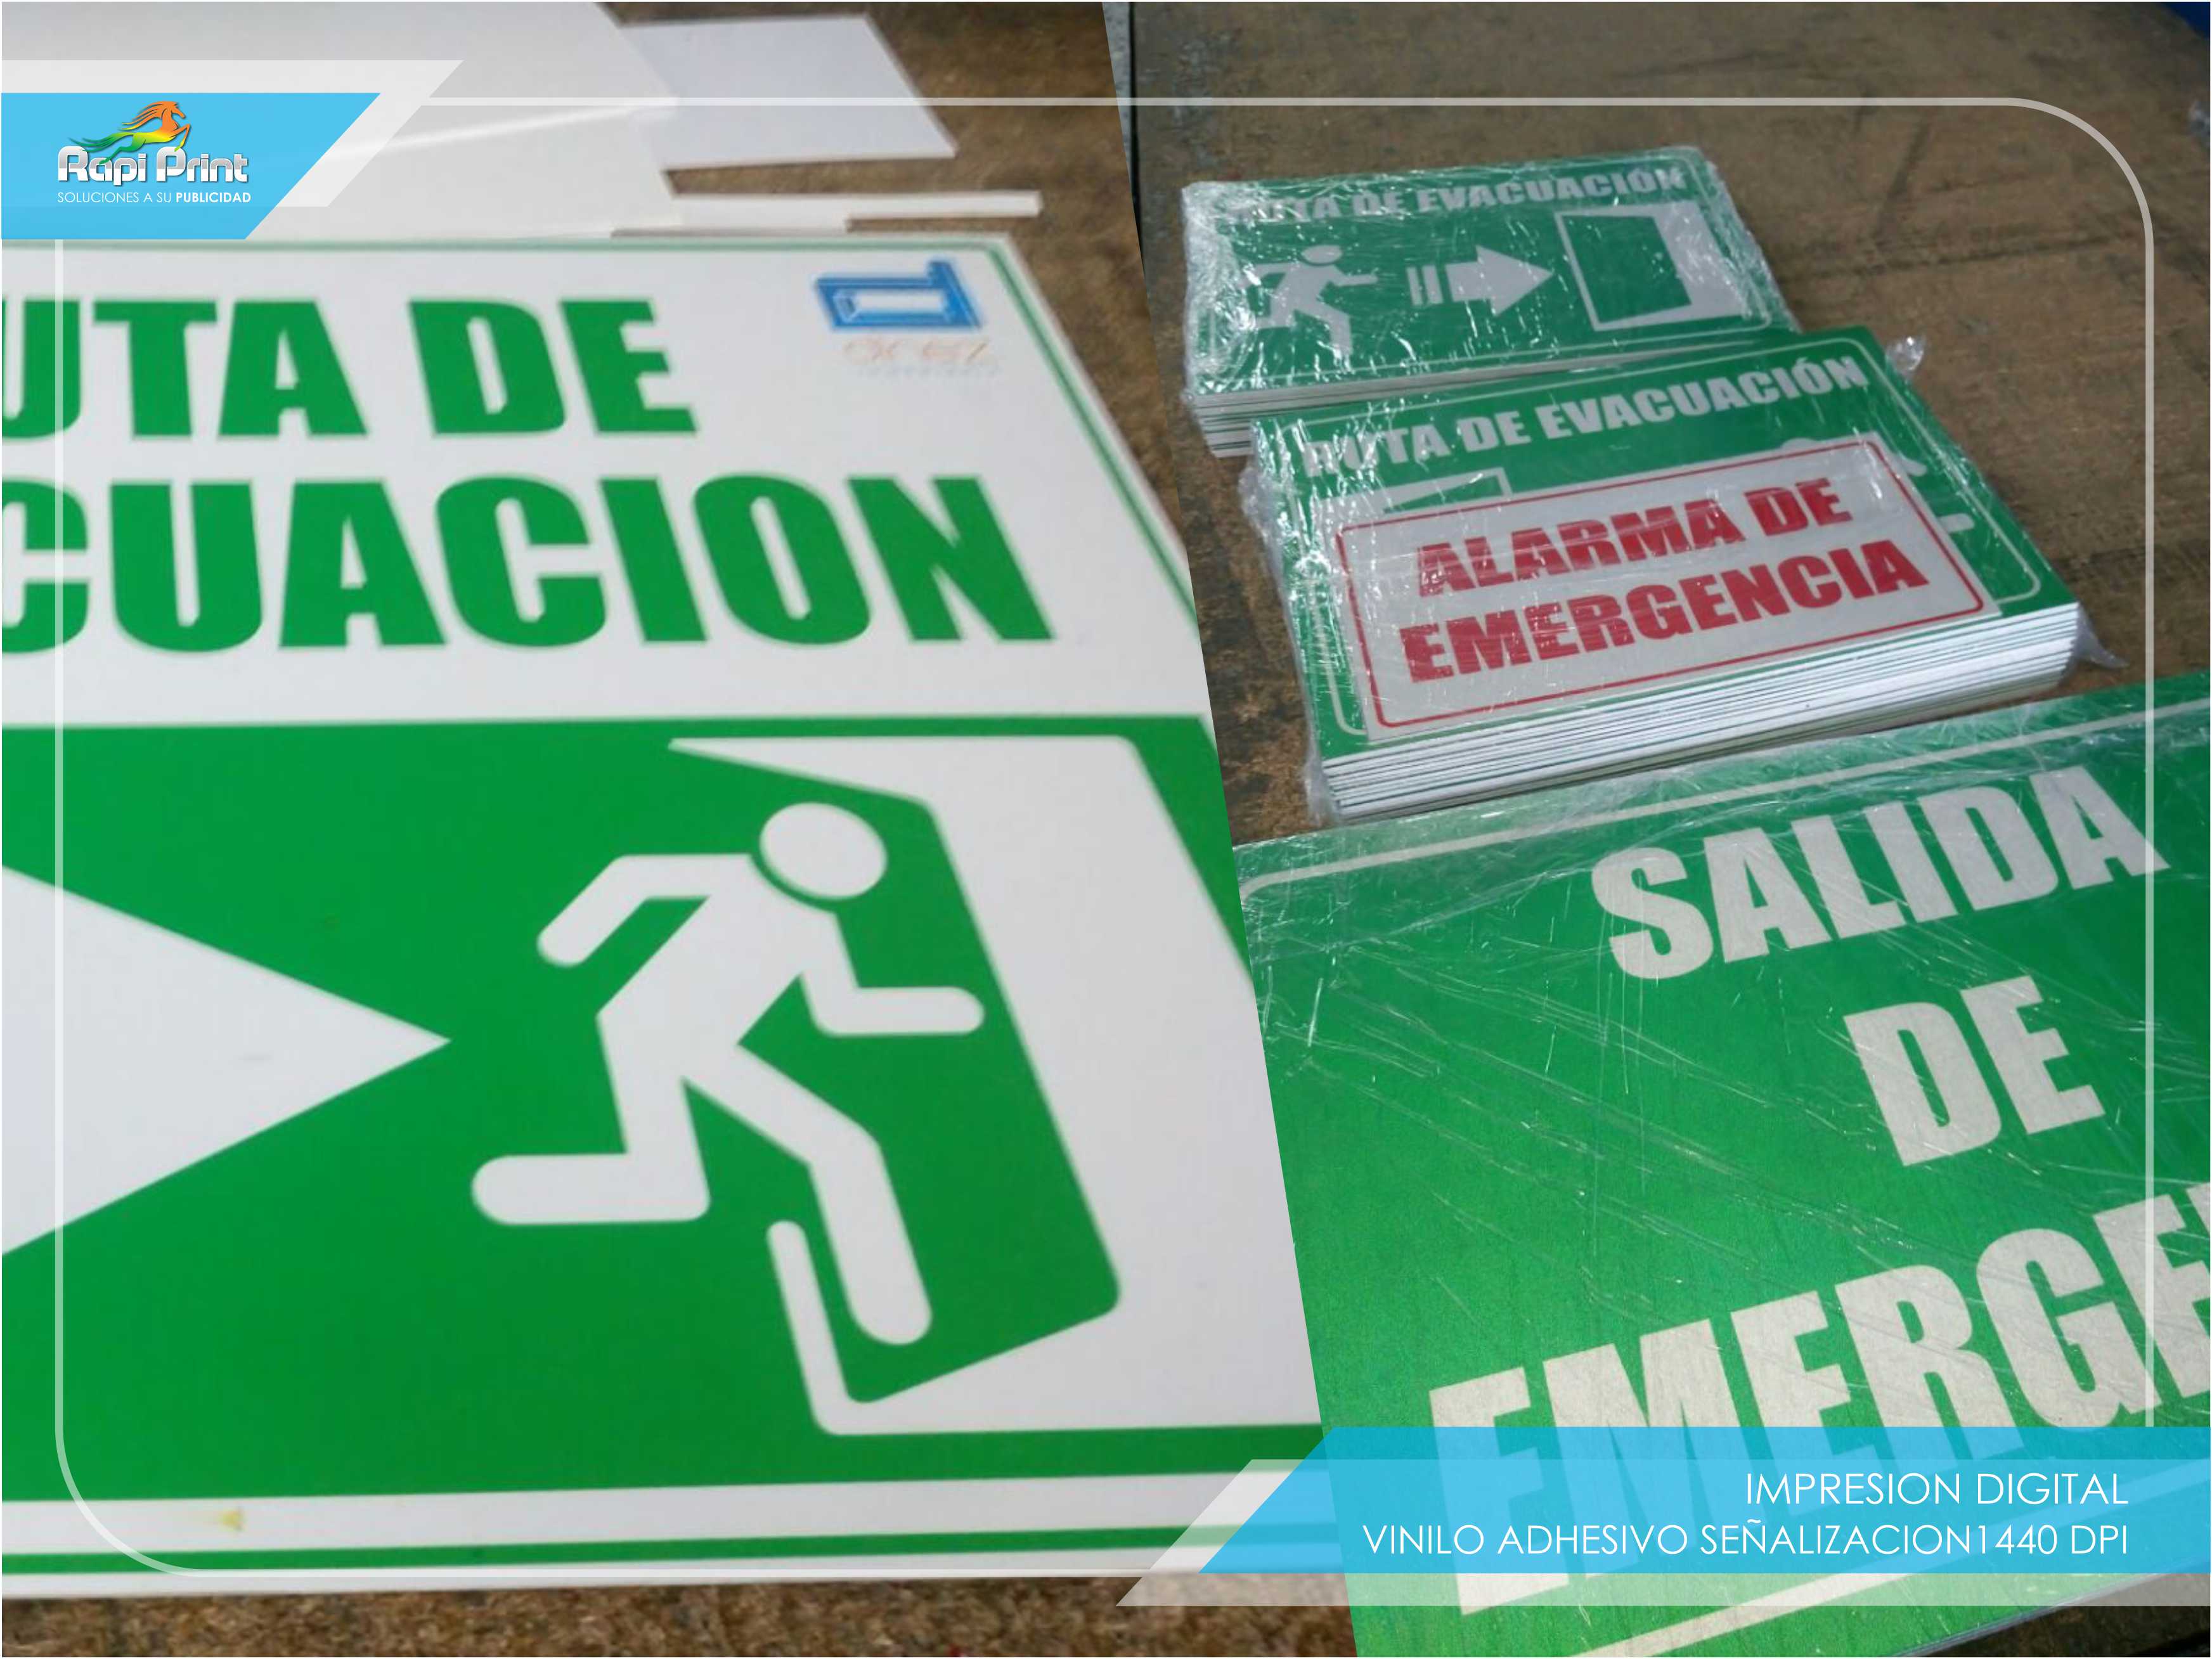 Rapi Print
SOLUCIONES A SU PUBLICIDAD
UTA DE
CUACION
RUTA DE EVACUACIÓN
RUTA DE EVACUACIÓN
ALARMA DE
EMERGENCIA
SALIDA
DE
EMERGE
IMPRESION DIGITAL
VINILO ADHESIVO SEÑALIZACION1440 DPI